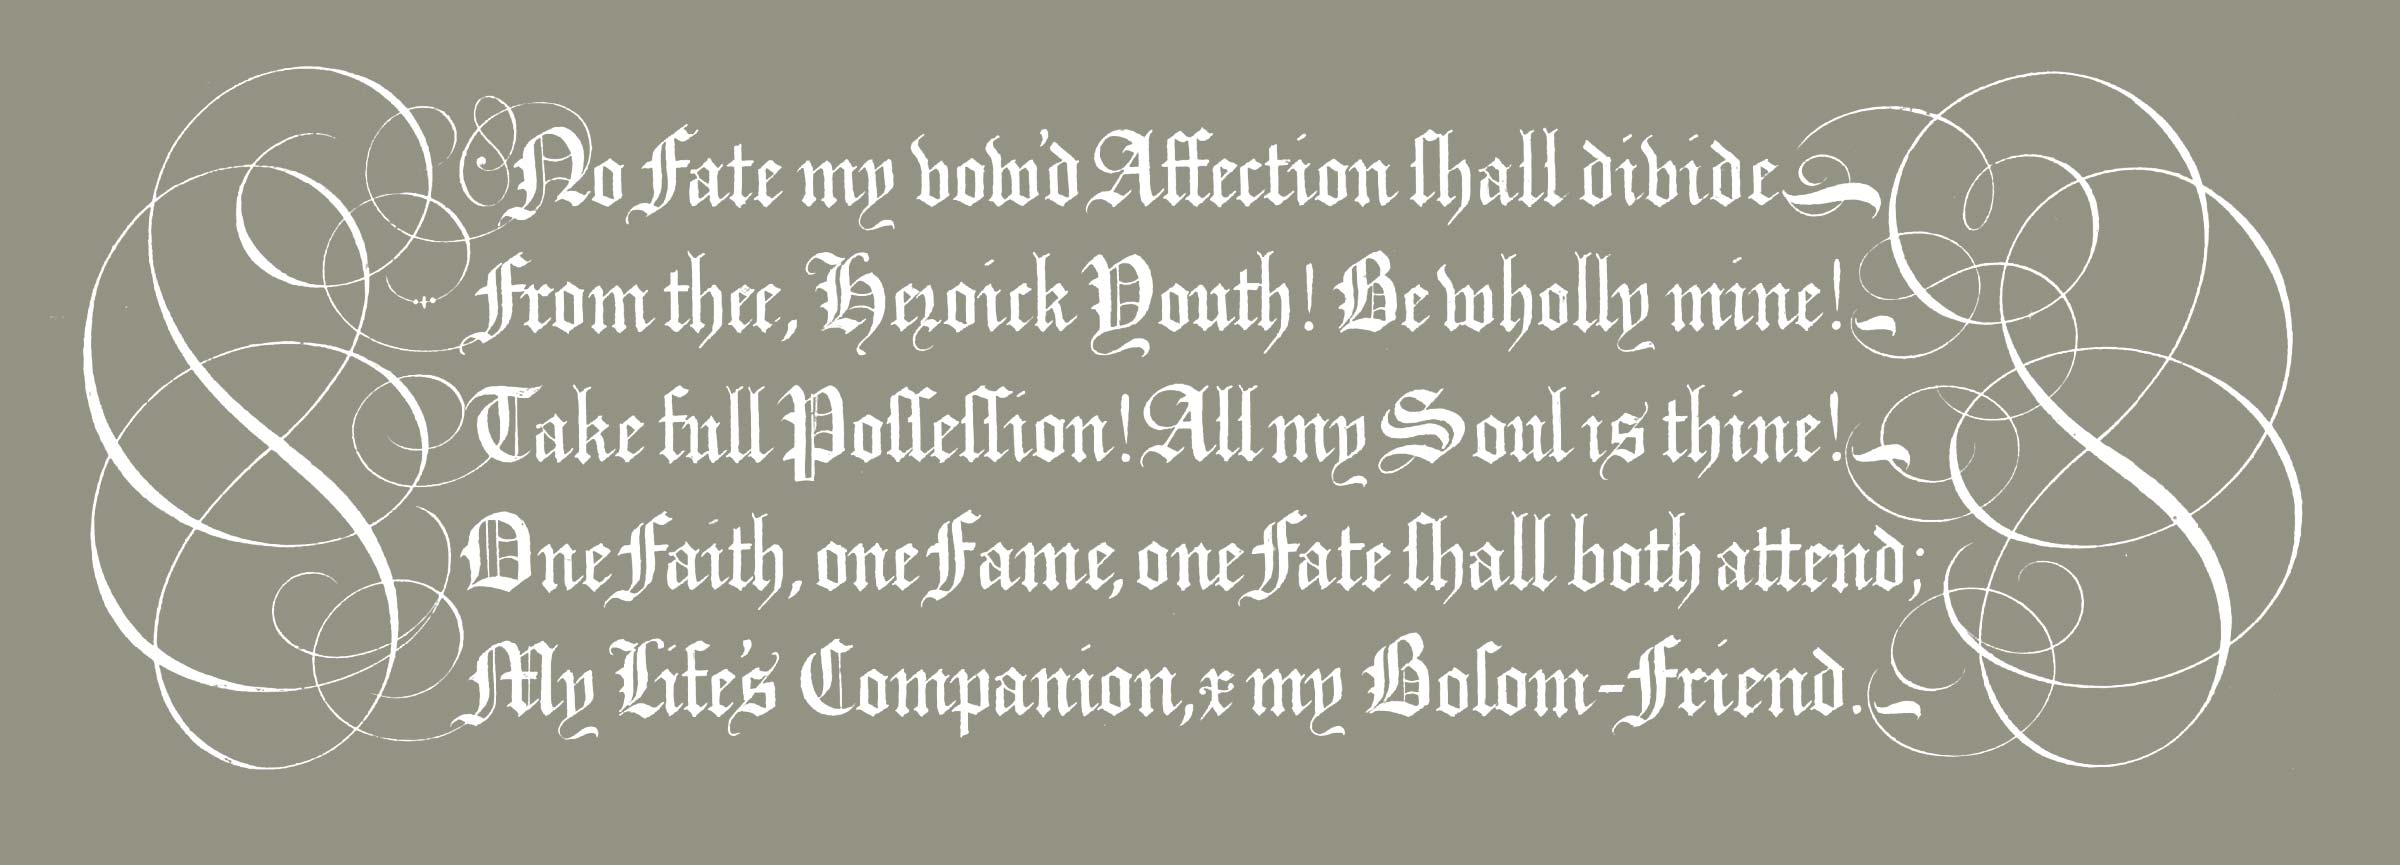 No Fate my vow'd Affection ſhall divide
From thee, Heroick Youth! Be wholly mine!
Take full Poſſeſſion! All my Soul is thine!
One Faith, one Fame, one Fate ſhall both attend;
My Life's Companion, & my Boſom-Friend.